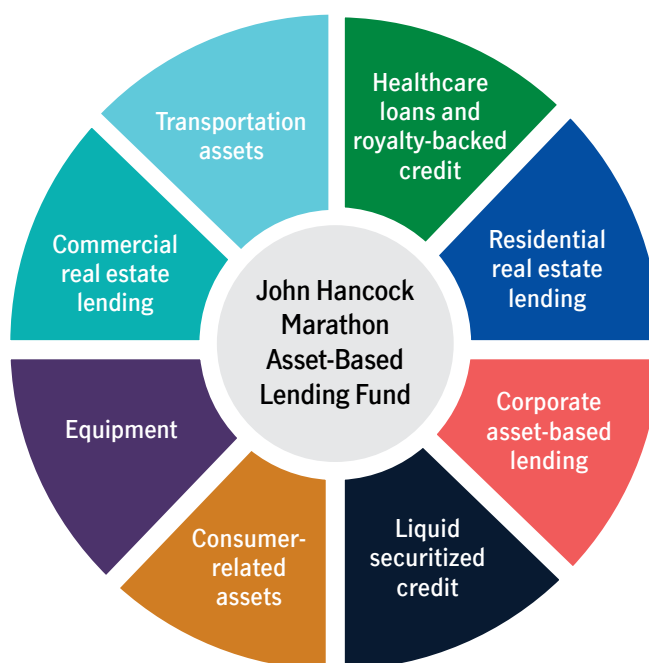 Healthcare
loans and
royalty-backed
credit
Residential
real estate
lending
Corporate
asset-based
lending
Liquid
securitized
credit
Consumer-
related
assets
Equipment
Commercial
real estate
lending
Transportation
assets
John Hancock
Marathon
Asset-Based
Lending Fund